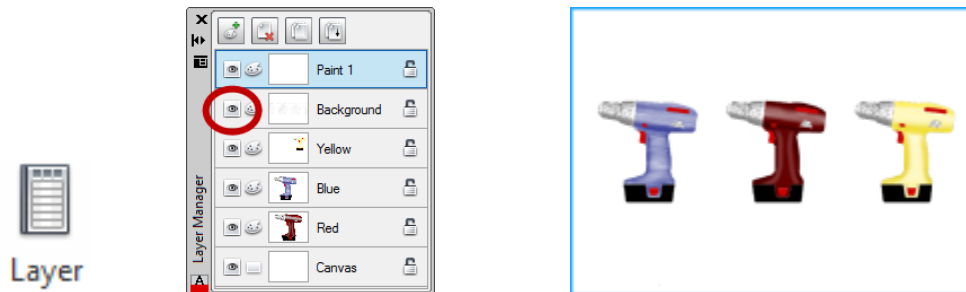 Layer
Layer Manager
A
Paint 1
Background
Yellow
Blue
Red
Canvas